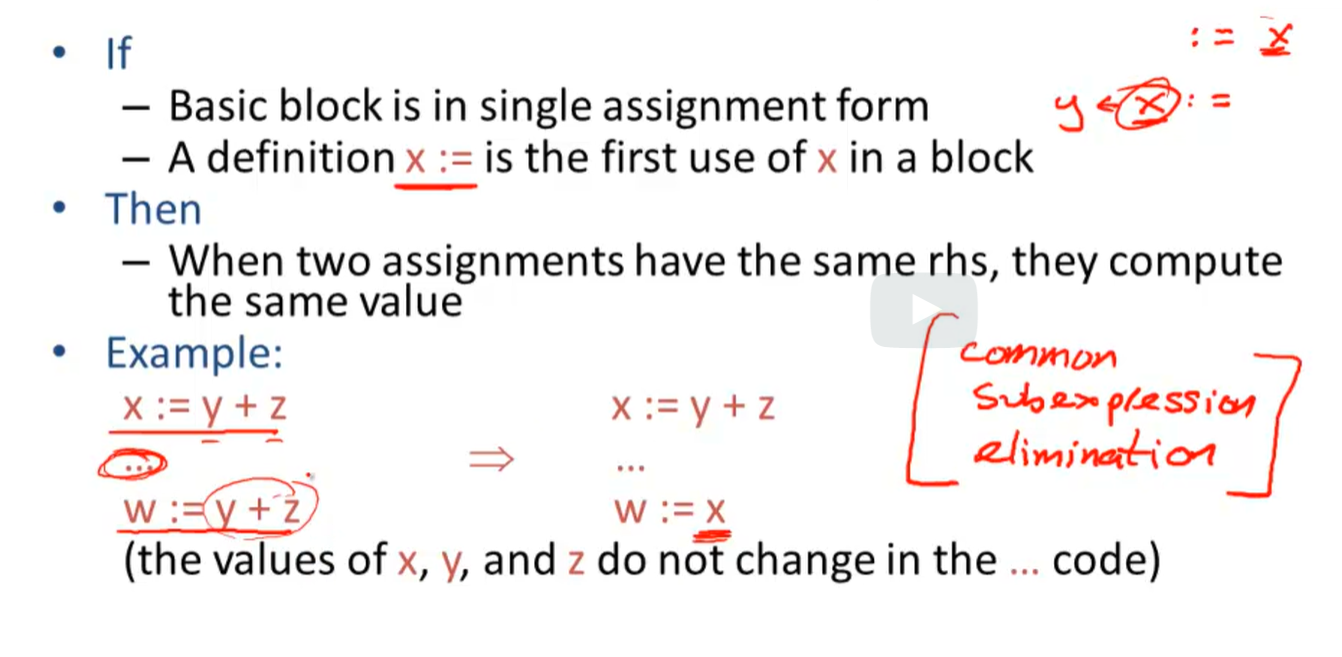 • If
:= x
– Basic block is in single assignment form
y ← x :=
– A definition x := is the first use of x in a block
• Then
– When two assignments have the same rhs, they compute
the same value
• Example:
common
subexpression
elimination
x := y + z
x := y + z
...
⇒
...
w := y + z
w := x
(the values of x, y, and z do not change in the ... code)